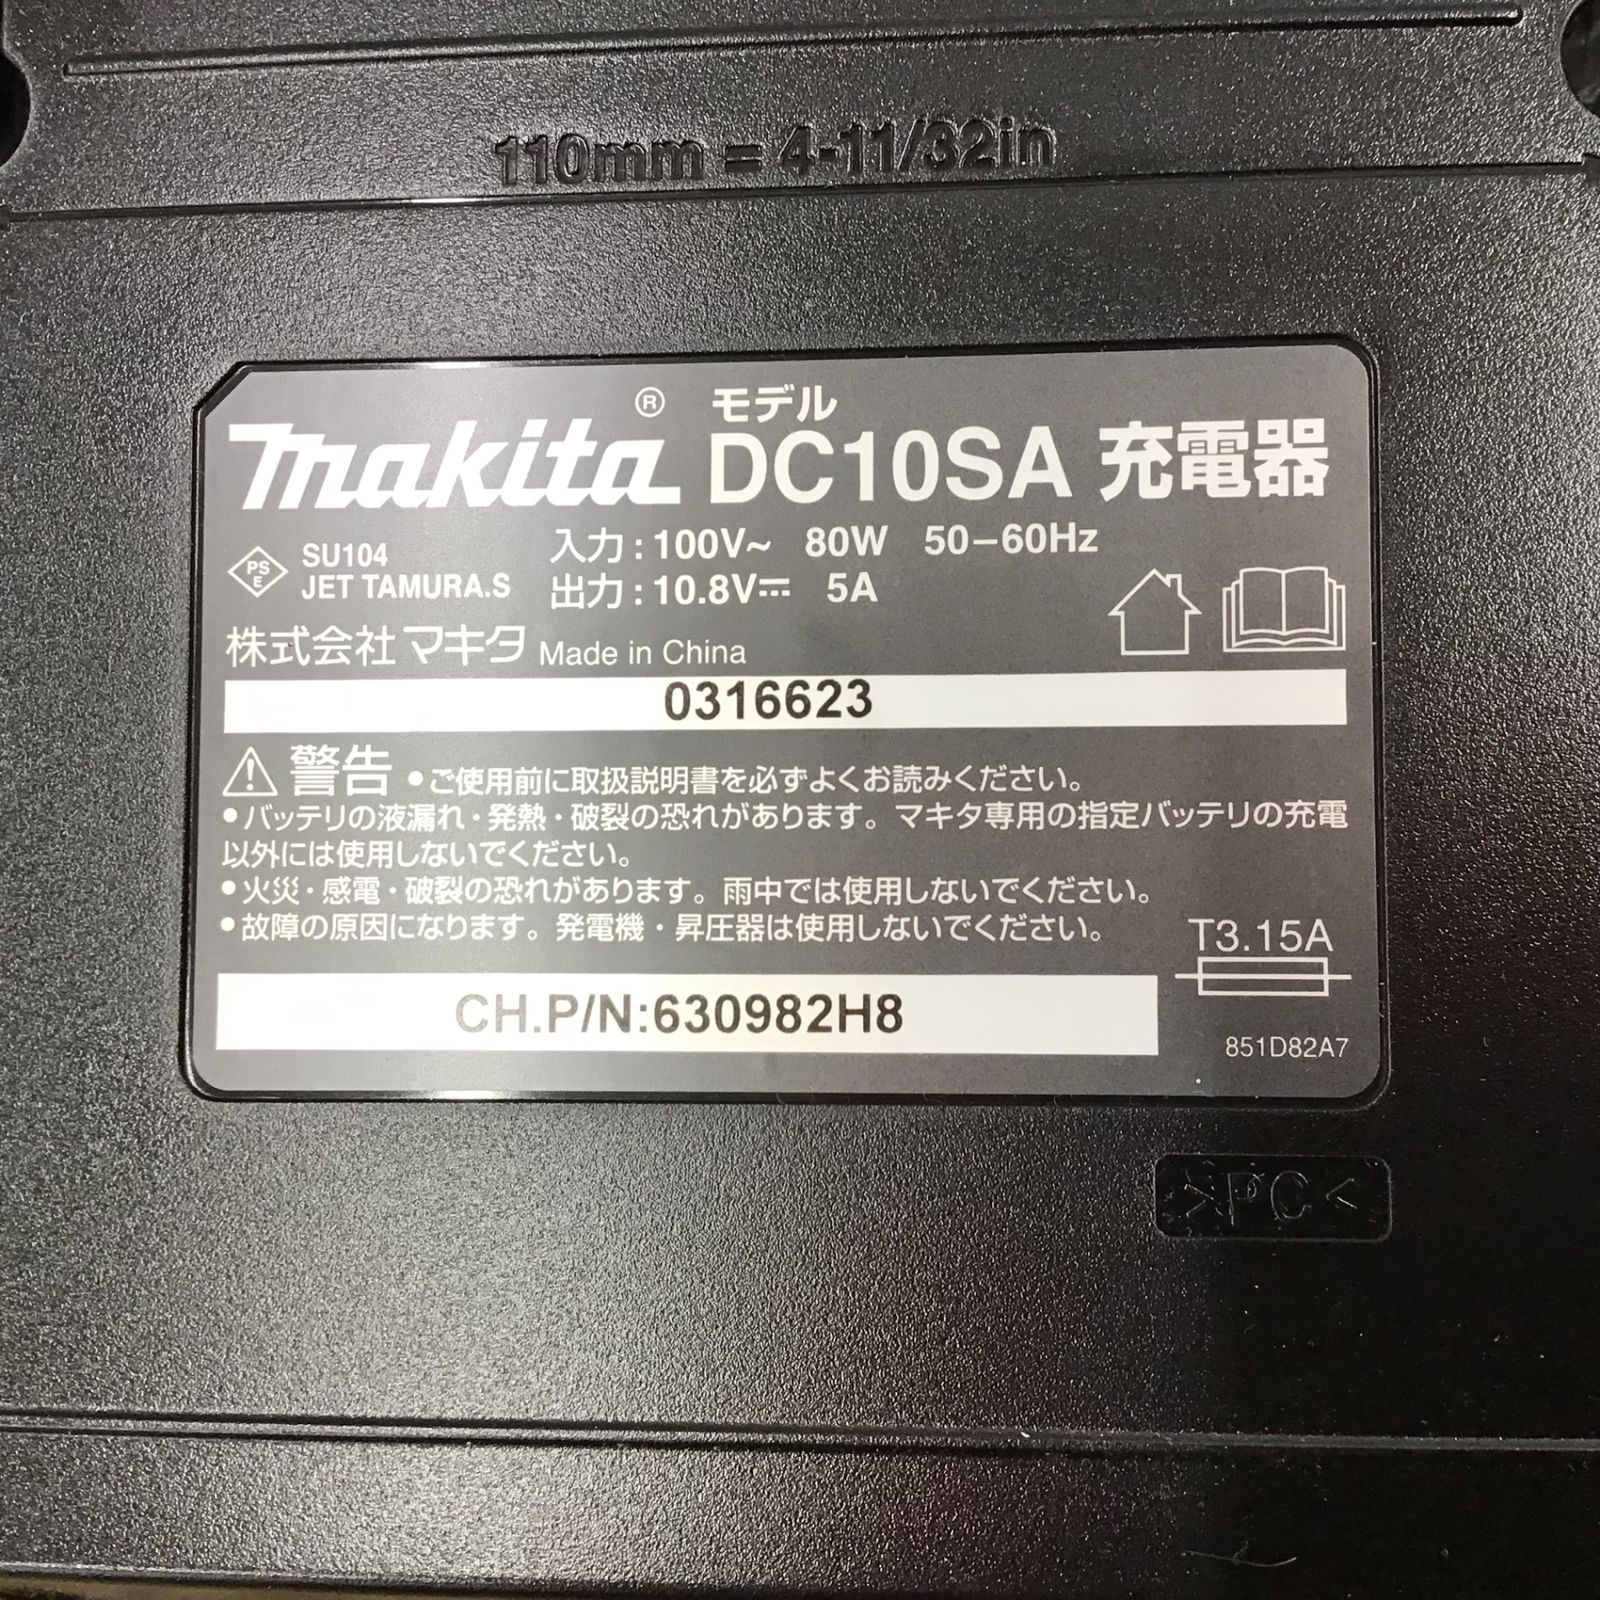 110mm = 4-11/32in
makita® モデル
DC10SA 充電器
PSE SU104
JET TAMURA.S
入力：100V~ 80W 50-60Hz
出力：10.8V⎓ 5A
株式会社マキタ Made in China
0316623
⚠警告 ●ご使用前に取扱説明書を必ずよくお読みください。
●バッテリの液漏れ・発熱・破裂の恐れがあります。マキタ専用の指定バッテリの充電
以外には使用しないでください。
●火災・感電・破裂の恐れがあります。雨中では使用しないでください。
●故障の原因になります。発電機・昇圧器は使用しないでください。
T3.15A
CH.P/N:630982H8
851D82A7
>PC<